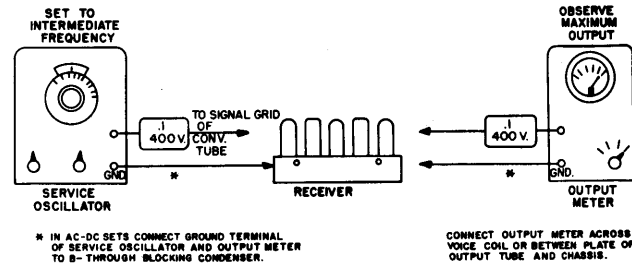 SET TO
INTERMEDIATE
FREQUENCY
OBSERVE
MAXIMUM
OUTPUT
.1
400 V.
TO SIGNAL GRID
OF
CONV.
TUBE
.1
400 V.
GND.
*
*
GND.
SERVICE
OSCILLATOR
RECEIVER
OUTPUT
METER
* IN AC-DC SETS CONNECT GROUND TERMINAL
OF SERVICE OSCILLATOR AND OUTPUT METER
TO B- THROUGH BLOCKING CONDENSER.
CONNECT OUTPUT METER ACROSS
VOICE COIL OR BETWEEN PLATE OF
OUTPUT TUBE AND CHASSIS.